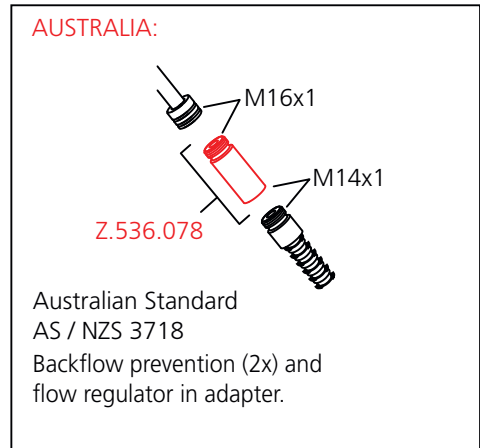 AUSTRALIA:
M16x1
M14x1
Z.536.078
Australian Standard
AS / NZS 3718
Backflow prevention (2x) and
flow regulator in adapter.